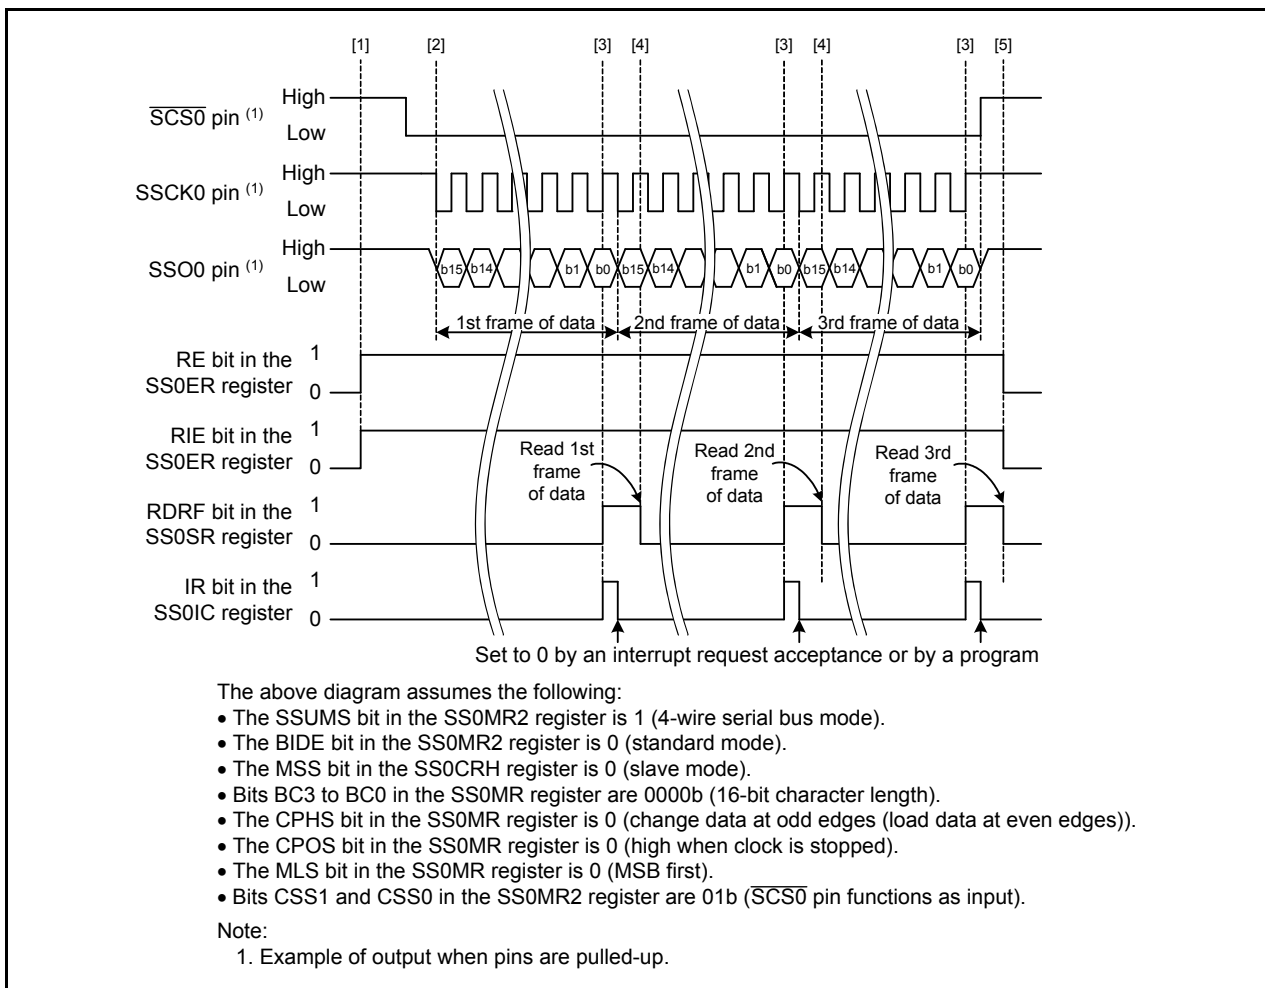 [1] [2] [3] [4] [3] [4] [3] [5]
SCS0 pin (1) High
Low
SSCK0 pin (1) High
Low
SSO0 pin (1) High
Low
b15 b14 b1 b0 b15 b14 b1 b0 b15 b14 b1 b0
1st frame of data 2nd frame of data 3rd frame of data
RE bit in the 1
SS0ER register 0
RIE bit in the 1
SS0ER register 0
Read 1st
frame
of data
Read 2nd
frame
of data
Read 3rd
frame
of data
RDRF bit in the 1
SS0SR register 0
IR bit in the 1
SS0IC register 0
Set to 0 by an interrupt request acceptance or by a program
The above diagram assumes the following:
• The SSUMS bit in the SS0MR2 register is 1 (4-wire serial bus mode).
• The BIDE bit in the SS0MR2 register is 0 (standard mode).
• The MSS bit in the SS0CRH register is 0 (slave mode).
• Bits BC3 to BC0 in the SS0MR register are 0000b (16-bit character length).
• The CPHS bit in the SS0MR register is 0 (change data at odd edges (load data at even edges)).
• The CPOS bit in the SS0MR register is 0 (high when clock is stopped).
• The MLS bit in the SS0MR register is 0 (MSB first).
• Bits CSS1 and CSS0 in the SS0MR2 register are 01b (SCS0 pin functions as input).
Note:
1. Example of output when pins are pulled-up.